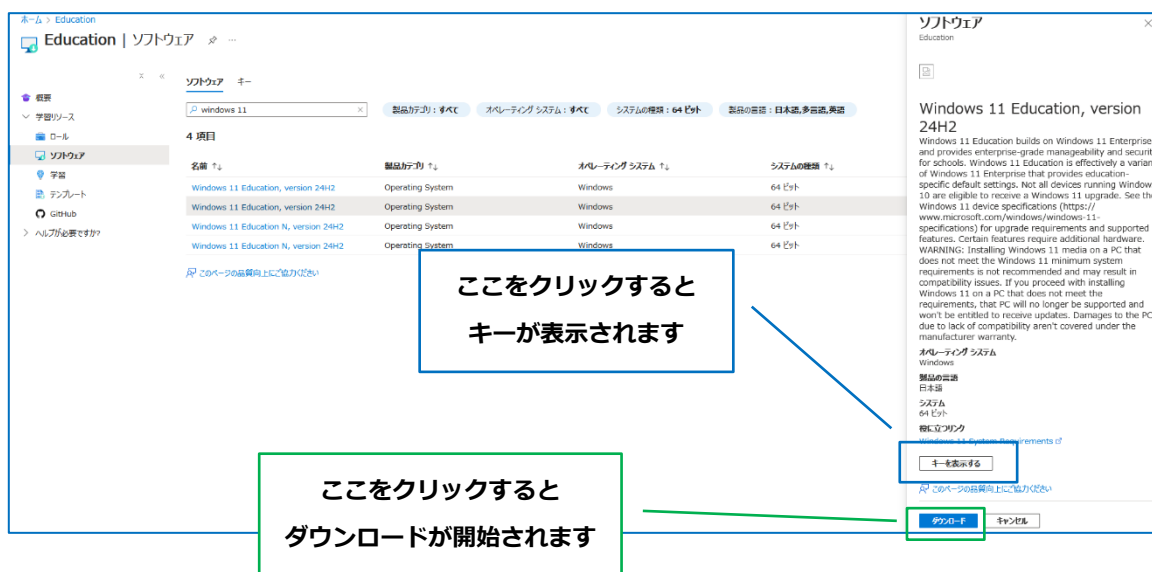 ホーム > Education
Education | ソフトウェア
ソフトウェア キー
概要
学習リソース
ロール
ソフトウェア
学習
テンプレート
GitHub
ヘルプが必要ですか?
windows 11
製品カテゴリ : すべて オペレーティング システム : すべて システムの種類 : 64 ビット 製品の言語 : 日本語,多言語,英語
4 項目
名前 ↑↓ 製品カテゴリ ↑↓ オペレーティング システム ↑↓ システムの種類 ↑↓
Windows 11 Education, version 24H2 Operating System Windows 64 ビット
Windows 11 Education, version 24H2 Operating System Windows 64 ビット
Windows 11 Education N, version 24H2 Operating System Windows 64 ビット
Windows 11 Education N, version 24H2 Operating System Windows 64 ビット
このページの品質向上にご協力ください
ここをクリックすると
キーが表示されます
ここをクリックすると
ダウンロードが開始されます
ソフトウェア
Education
Windows 11 Education, version
24H2
Windows 11 Education builds on Windows 11 Enterprise
and provides enterprise-grade manageability and securit
for schools. Windows 11 Education is effectively a varian
of Windows 11 Enterprise that provides education-
specific default settings. Not all devices running Window
10 are eligible to receive a Windows 11 upgrade. See the
Windows 11 device specifications (https://
www.microsoft.com/windows/windows-11-
specifications) for upgrade requirements and supported
features. Certain features require additional hardware.
WARNING: Installing Windows 11 media on a PC that
does not meet the Windows 11 minimum system
requirements is not recommended and may result in
compatibility issues. If you proceed with installing
Windows 11 on a PC that does not meet the
requirements, that PC will no longer be supported and
won't be entitled to receive updates. Damages to the PC
due to lack of compatibility aren't covered under the
manufacturer warranty.
オペレーティング システム
Windows
製品の言語
日本語
システム
64 ビット
役に立つリンク
Windows 11 System Requirements
キーを表示する
このページの品質向上にご協力ください
ダウンロード キャンセル